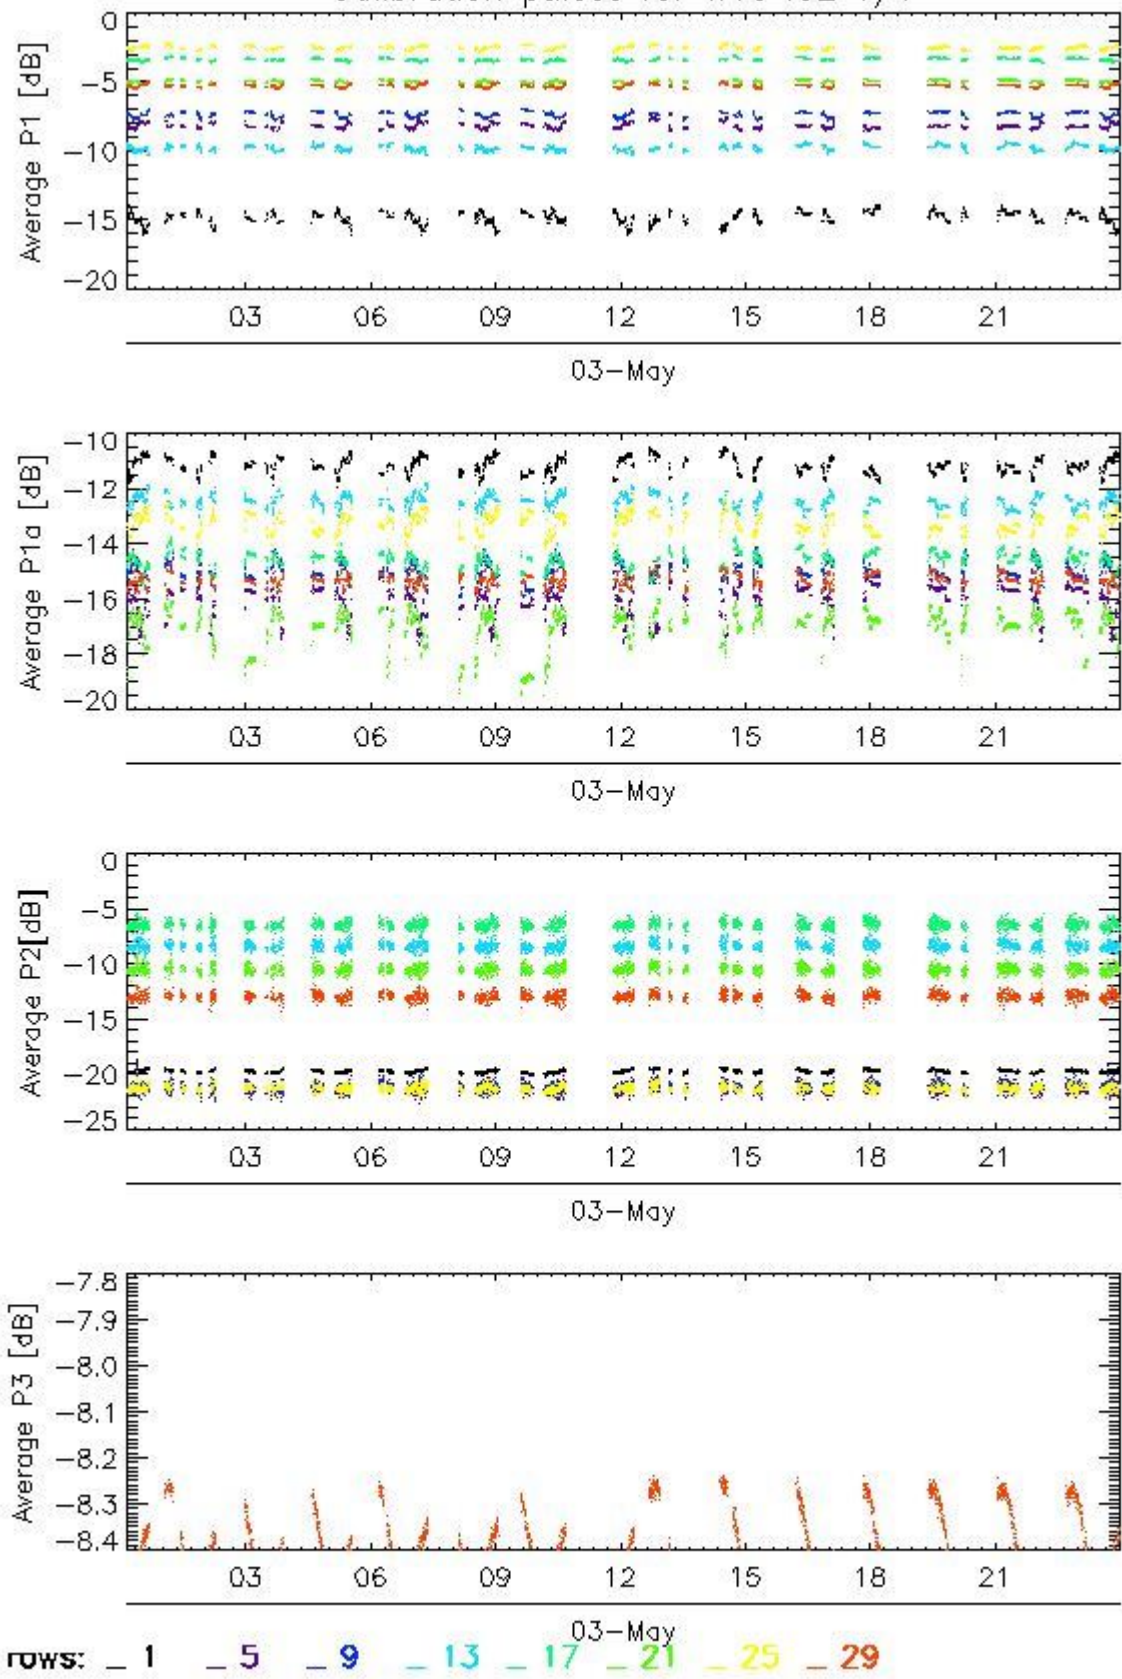 Average P1 [dB]
0
−5
−10
−15
−20
03 06 09 12 15 18 21
03−May
Average P1a [dB]
−10
−12
−14
−16
−18
−20
03 06 09 12 15 18 21
03−May
Average P2[dB]
0
−5
−10
−15
−20
−25
03 06 09 12 15 18 21
03−May
Average P3 [dB]
−7.8
−7.9
−8.0
−8.1
−8.2
−8.3
−8.4
03 06 09 12 15 18 21
03−May
rows: _ 1 _ 5 _ 9 _ 13 _ 17 _ 21 _ 25 _ 29